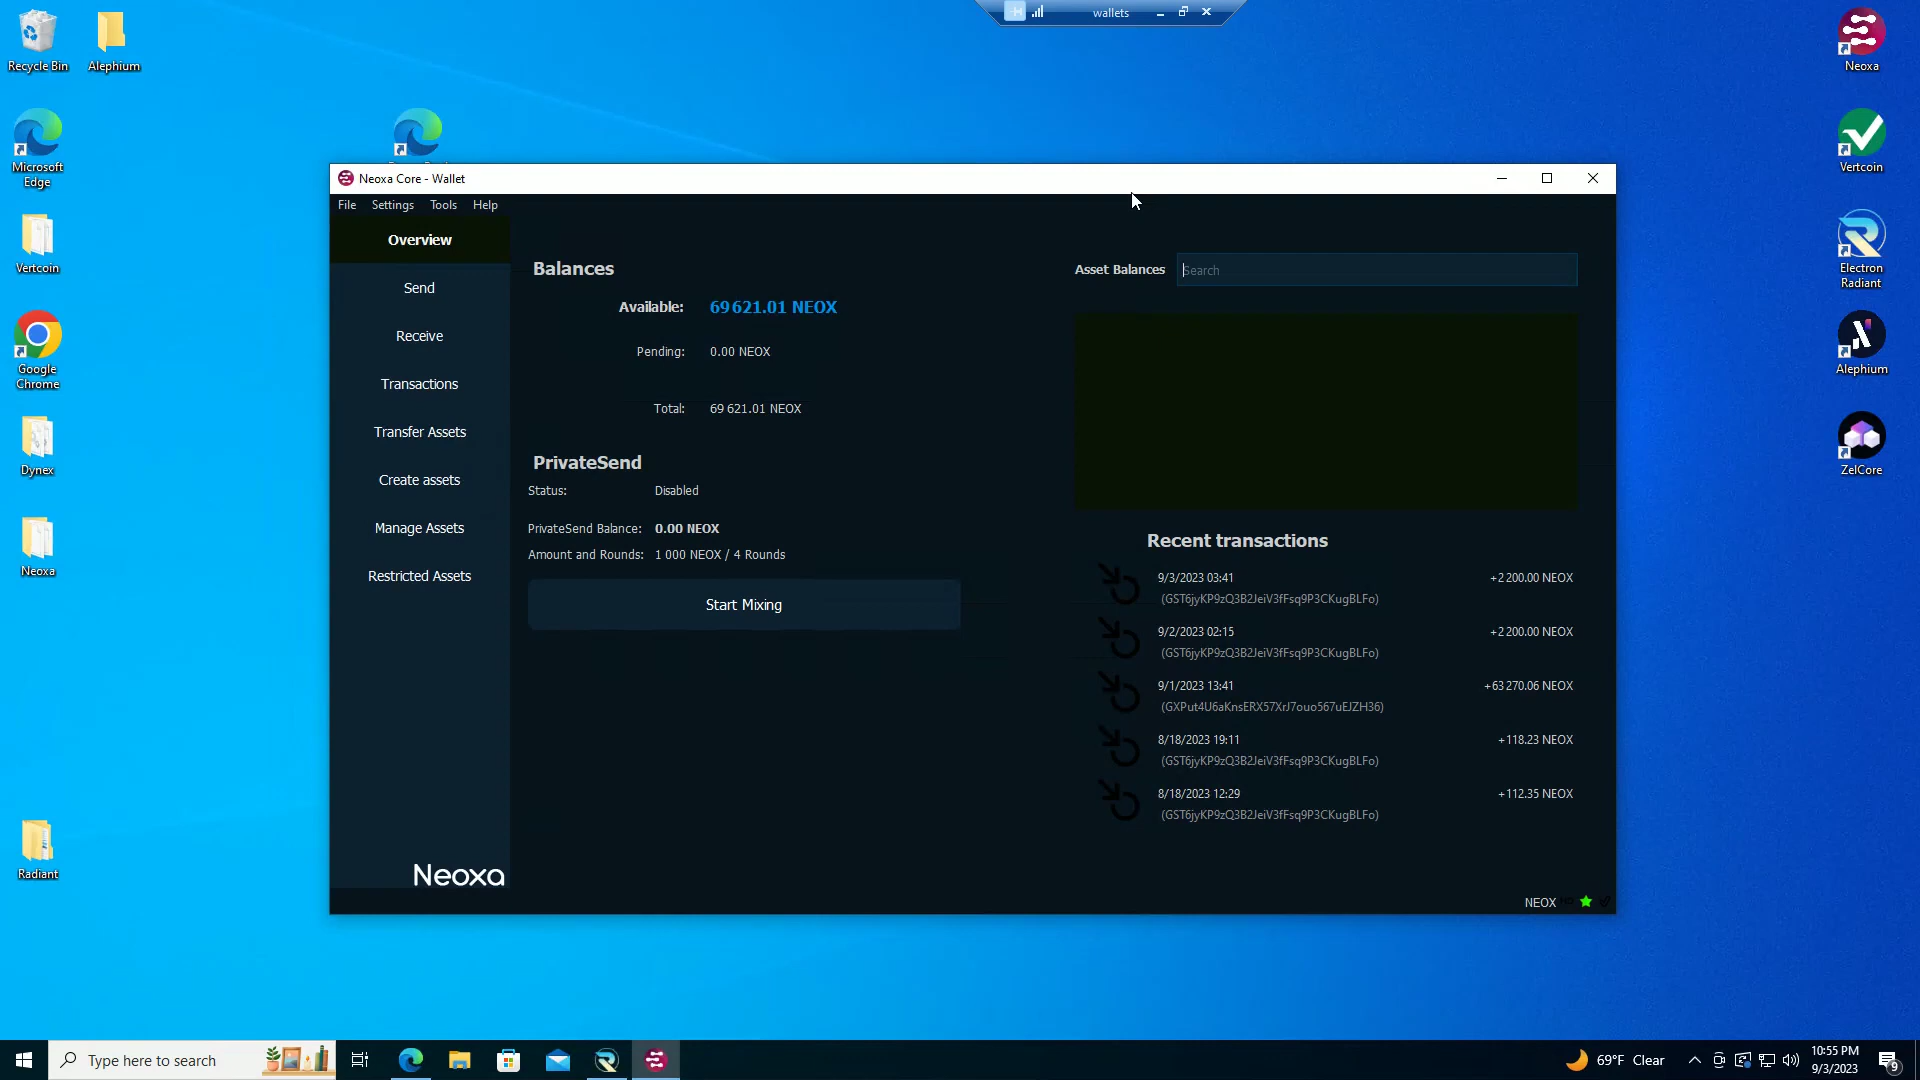 wallets
Recycle Bin
Alephium
Microsoft
Edge
Vertcoin
Google
Chrome
Dynex
Neoxa
Radiant
Neoxa Core - Wallet
File Settings Tools Help
Overview
Send
Receive
Transactions
Transfer Assets
Create assets
Manage Assets
Restricted Assets
Neoxa
Balances
Available: 69 621.01 NEOX
Pending: 0.00 NEOX
Total: 69 621.01 NEOX
PrivateSend
Status: Disabled
PrivateSend Balance: 0.00 NEOX
Amount and Rounds: 1 000 NEOX / 4 Rounds
Start Mixing
Asset Balances Search
Recent transactions
9/3/2023 03:41 +2 200.00 NEOX
(GST6jyKP9zQ3B2JeiV3fFsq9P3CKugBLFo)
9/2/2023 02:15 +2 200.00 NEOX
(GST6jyKP9zQ3B2JeiV3fFsq9P3CKugBLFo)
9/1/2023 13:41 +63 270.06 NEOX
(GXPut4U6aKnsERX57XrJ7ouo567uEJZH36)
8/18/2023 19:11 +118.23 NEOX
(GST6jyKP9zQ3B2JeiV3fFsq9P3CKugBLFo)
8/18/2023 12:29 +112.35 NEOX
(GST6jyKP9zQ3B2JeiV3fFsq9P3CKugBLFo)
NEOX
Neoxa
Vertcoin
Electron
Radiant
Alephium
ZelCore
Type here to search
69°F Clear
10:55 PM
9/3/2023
9